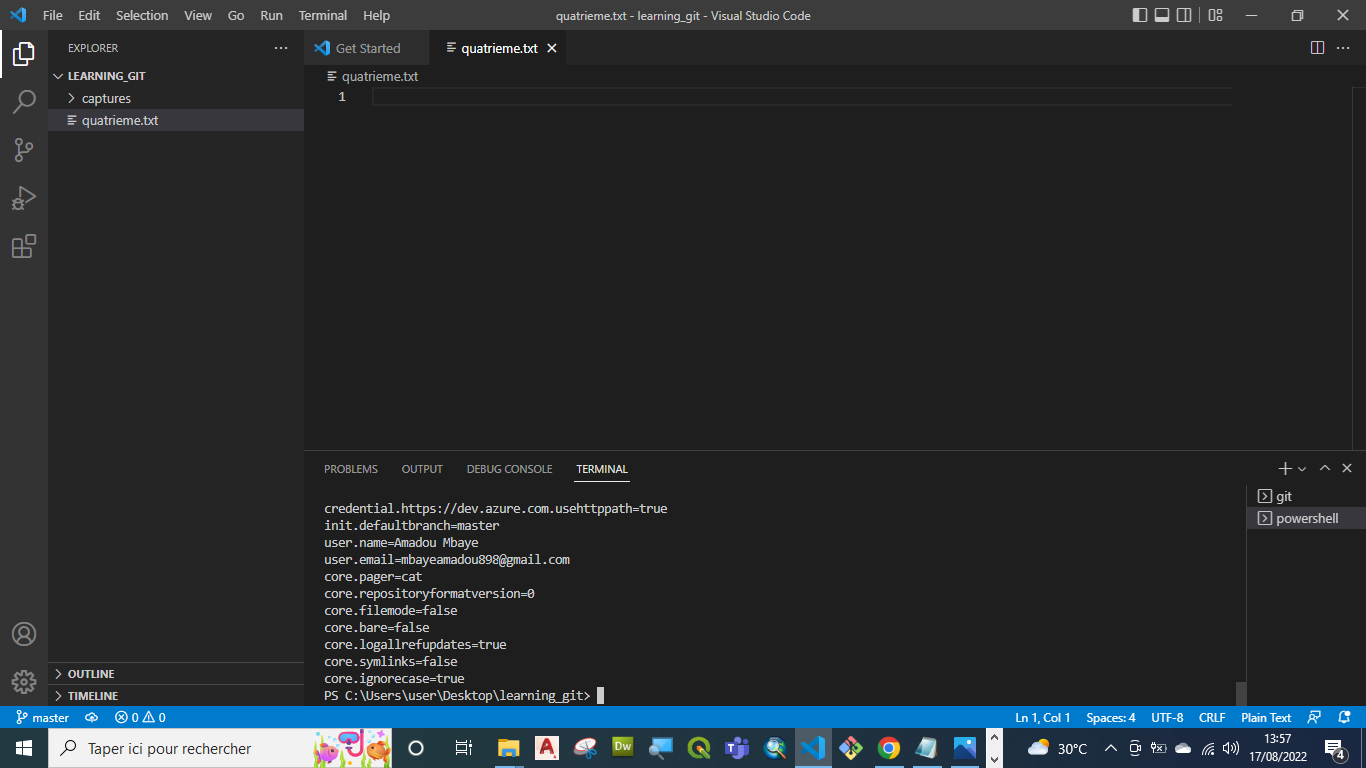 File Edit Selection View Go Run Terminal Help
quatrieme.txt - learning_git - Visual Studio Code
EXPLORER
LEARNING_GIT
captures
quatrieme.txt
OUTLINE
TIMELINE
Get Started
quatrieme.txt
quatrieme.txt
1
PROBLEMS OUTPUT DEBUG CONSOLE TERMINAL
credential.https://dev.azure.com.usehttppath=true
init.defaultbranch=master
user.name=Amadou Mbaye
user.email=mbayeamadou898@gmail.com
core.pager=cat
core.repositoryformatversion=0
core.filemode=false
core.bare=false
core.logallrefupdates=true
core.symlinks=false
core.ignorecase=true
PS C:\Users\user\Desktop\learning_git>
git
powershell
master 0 0 Ln 1, Col 1 Spaces: 4 UTF-8 CRLF Plain Text
Taper ici pour rechercher
A
Dw
30°C
13:57
17/08/2022
4